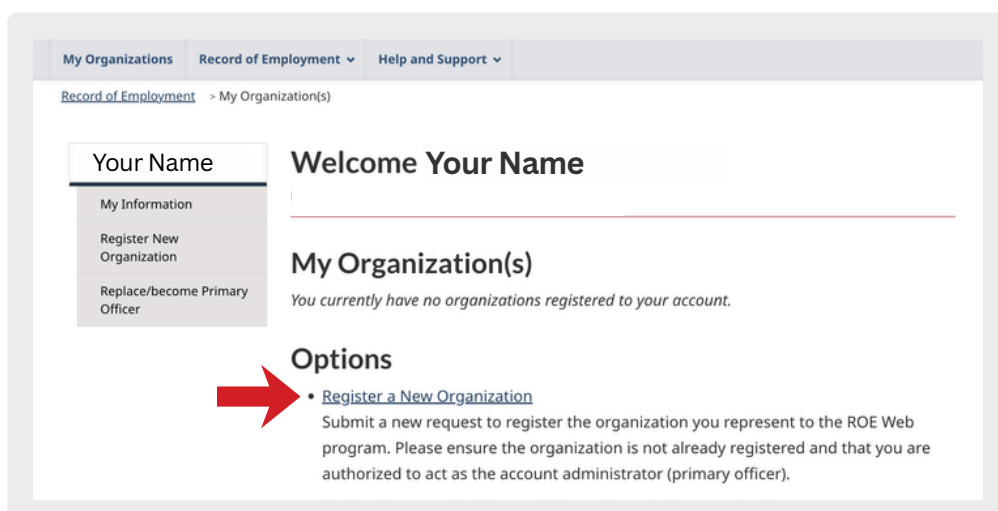 My Organizations Record of Employment Help and Support
Record of Employment > My Organization(s)
Your Name
My Information
Register New
Organization
Replace/become Primary
Officer
Welcome Your Name
My Organization(s)
You currently have no organizations registered to your account.
Options
• Register a New Organization
Submit a new request to register the organization you represent to the ROE Web
program. Please ensure the organization is not already registered and that you are
authorized to act as the account administrator (primary officer).